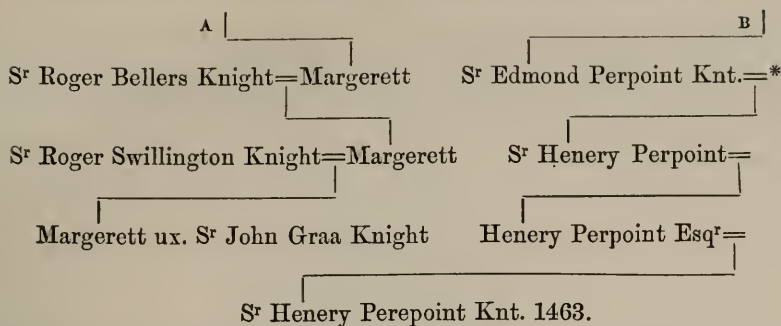 A B
Sr Roger Bellers Knight=Margerett Sr Edmond Perpoint Knt.=*
Sr Roger Swillington Knight=Margerett Sr Henery Perpoint=
Margerett ux. Sr John Graa Knight Henery Perpoint Esqr=
Sr Henery Perepoint Knt. 1463.